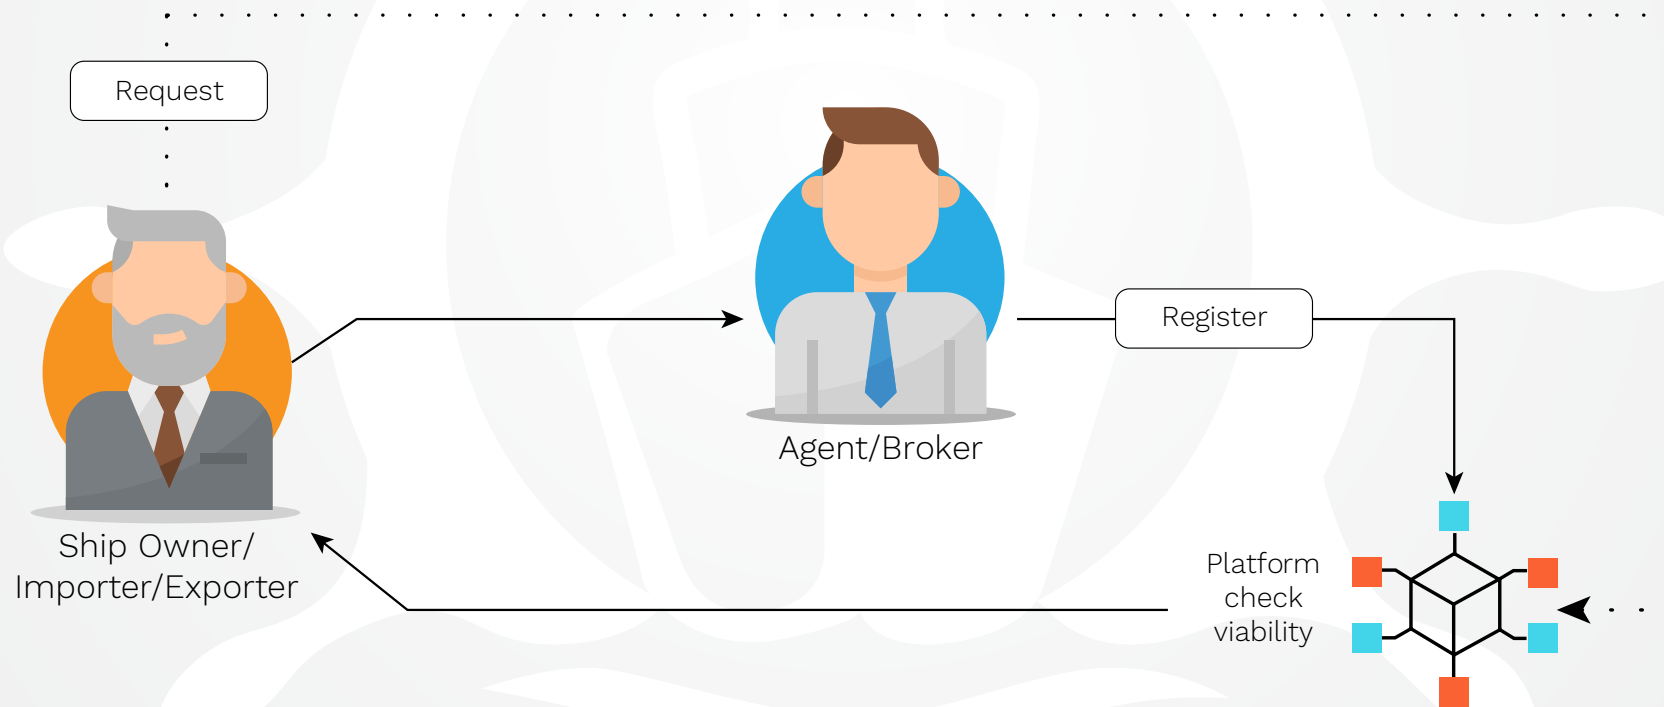 Request
Register
Agent/Broker
Ship Owner/
Importer/Exporter
Platform
check
viability